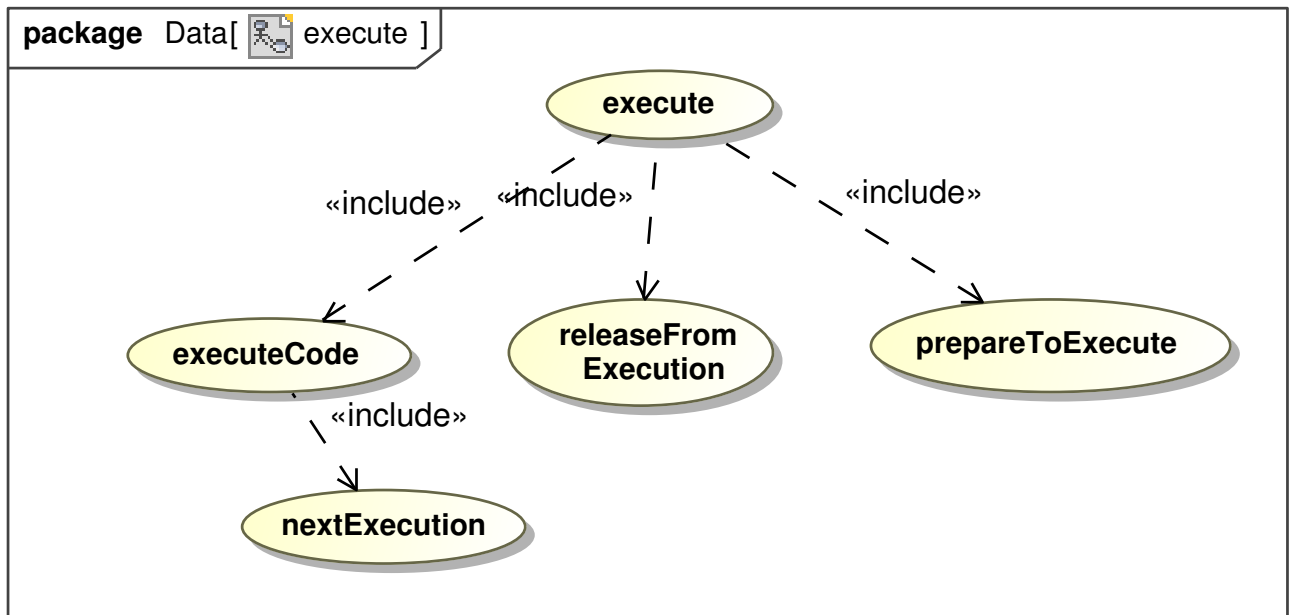 package Data[ execute ]
execute
«include» «include» «include»
executeCode
releaseFrom
Execution
prepareToExecute
«include»
nextExecution